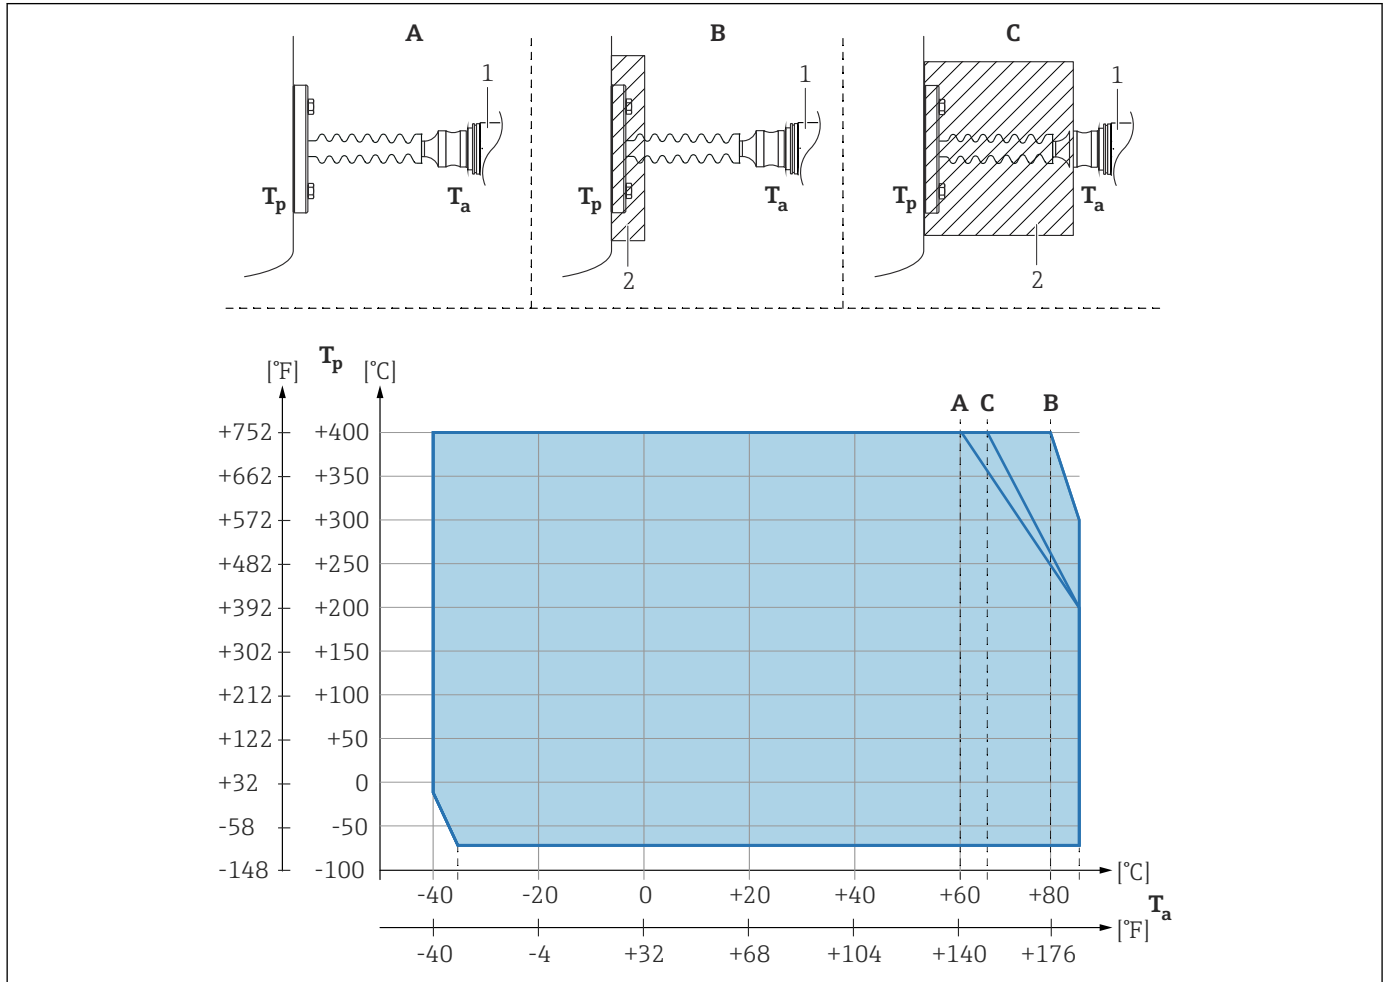 A
B
C
1
1
1
Tp
Ta
Tp
Ta
Tp
Ta
2
2
[°F]
Tp
[°C]
A
C
B
+752
+400
+662
+350
+572
+300
+482
+250
+392
+200
+302
+150
+212
+100
+122
+50
+32
0
-58
-50
-148
-100
[°C]
-40
-20
0
+20
+40
+60
+80
Ta
[°F]
-40
-4
+32
+68
+104
+140
+176